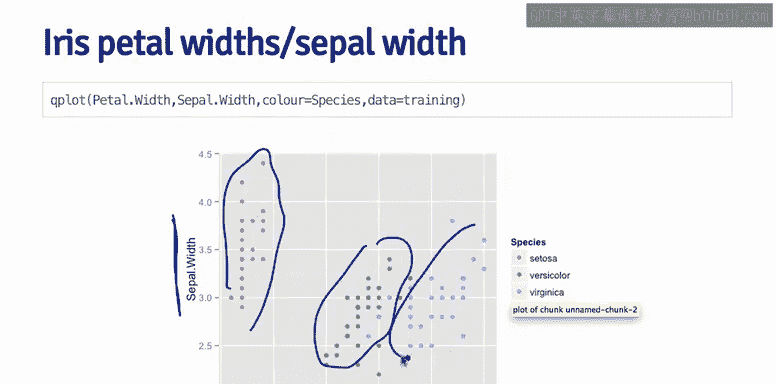 Iris petal widths/sepal width
qplot(Petal.Width,Sepal.Width,colour=Species,data=training)
4.5
4.0
3.5
3.0
2.5
Sepal.Width
Species
setosa
versicolor
virginica
plot of chunk unnamed-chunk-2